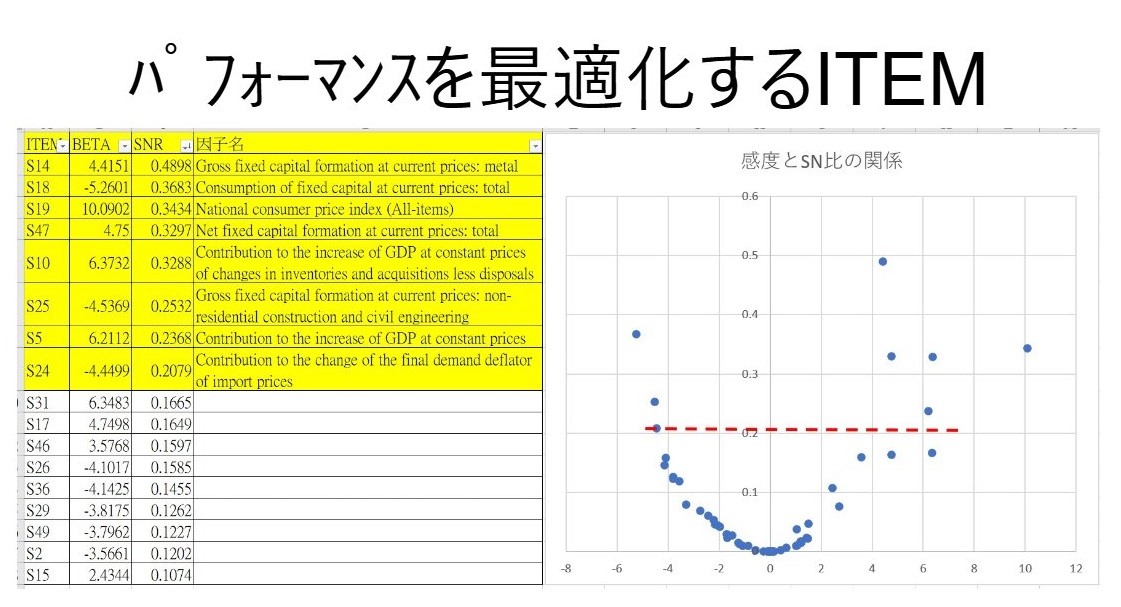 パフォーマンスを最適化するITEM
ITEM BETA SNR 因子名
S14 4.4151 0.4898 Gross fixed capital formation at current prices: metal
S18 -5.2601 0.3683 Consumption of fixed capital at current prices: total
S19 10.0902 0.3434 National consumer price index (All-items)
S47 4.75 0.3297 Net fixed capital formation at current prices: total
S10 6.3732 0.3288 Contribution to the increase of GDP at constant prices
of changes in inventories and acquisitions less disposals
S25 -4.5369 0.2532 Gross fixed capital formation at current prices: non-
residential construction and civil engineering
S5 6.2112 0.2368 Contribution to the increase of GDP at constant prices
S24 -4.4499 0.2079 Contribution to the change of the final demand deflator
of import prices
S31 6.3483 0.1665
S17 4.7498 0.1649
S46 3.5768 0.1597
S26 -4.1017 0.1585
S36 -4.1425 0.1455
S29 -3.8175 0.1262
S49 -3.7962 0.1227
S2 -3.5661 0.1202
S15 2.4344 0.1074
感度とSN比の関係
0.6
0.5
0.4
0.3
0.2
0.1
-8 -6 -4 -2 0 2 4 6 8 10 12